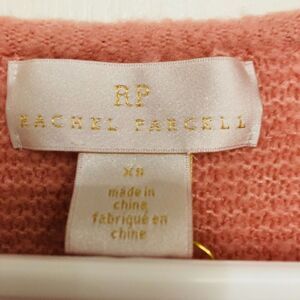 RP
RACHEL PARCELL
XS
made in
china
fabriqué en
chine